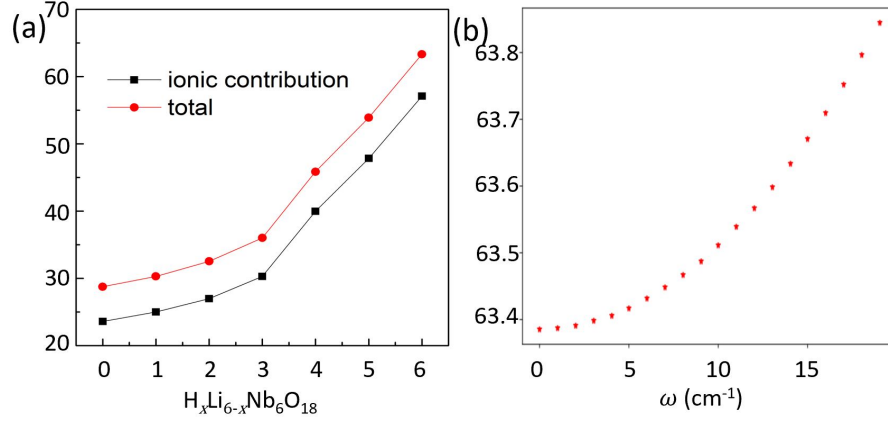 (a)
70
60
50
40
30
20
ionic contribution
total
0 1 2 3 4 5 6
HₓLi₆₋ₓNb₆O₁₈
(b)
63.8
63.7
63.6
63.5
63.4
0 5 10 15
ω (cm⁻¹)